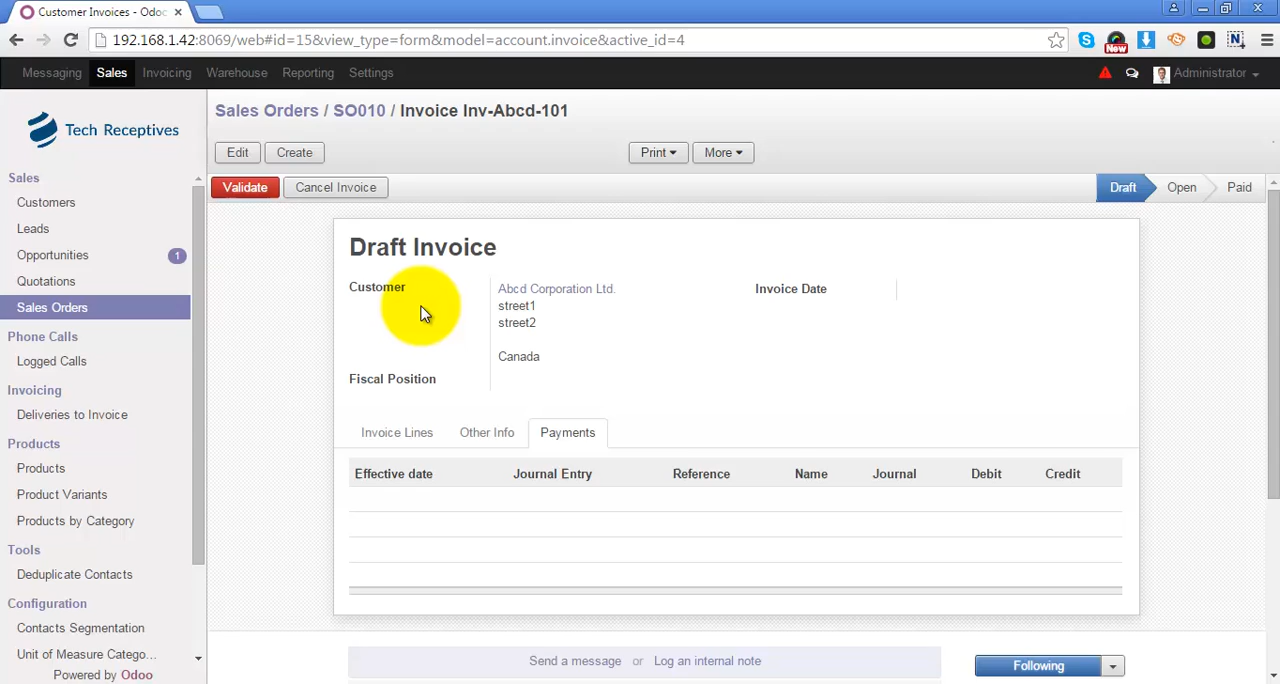 Customer Invoices - Odoo ×
192.168.1.42:8069/web#id=15&view_type=form&model=account.invoice&active_id=4
New
N
Messaging Sales Invoicing Warehouse Reporting Settings Administrator
Tech Receptives
Sales Orders / SO010 / Invoice Inv-Abcd-101
Edit Create Print More
Validate Cancel Invoice Draft Open Paid
Sales
Customers
Leads
Opportunities 1
Quotations
Sales Orders
Phone Calls
Logged Calls
Invoicing
Deliveries to Invoice
Products
Products
Product Variants
Products by Category
Tools
Deduplicate Contacts
Configuration
Contacts Segmentation
Unit of Measure Catego...
Powered by Odoo
Draft Invoice
Customer Abcd Corporation Ltd. Invoice Date
street1
street2
Canada
Fiscal Position
Invoice Lines Other Info Payments
Effective date Journal Entry Reference Name Journal Debit Credit
Send a message or Log an internal note Following